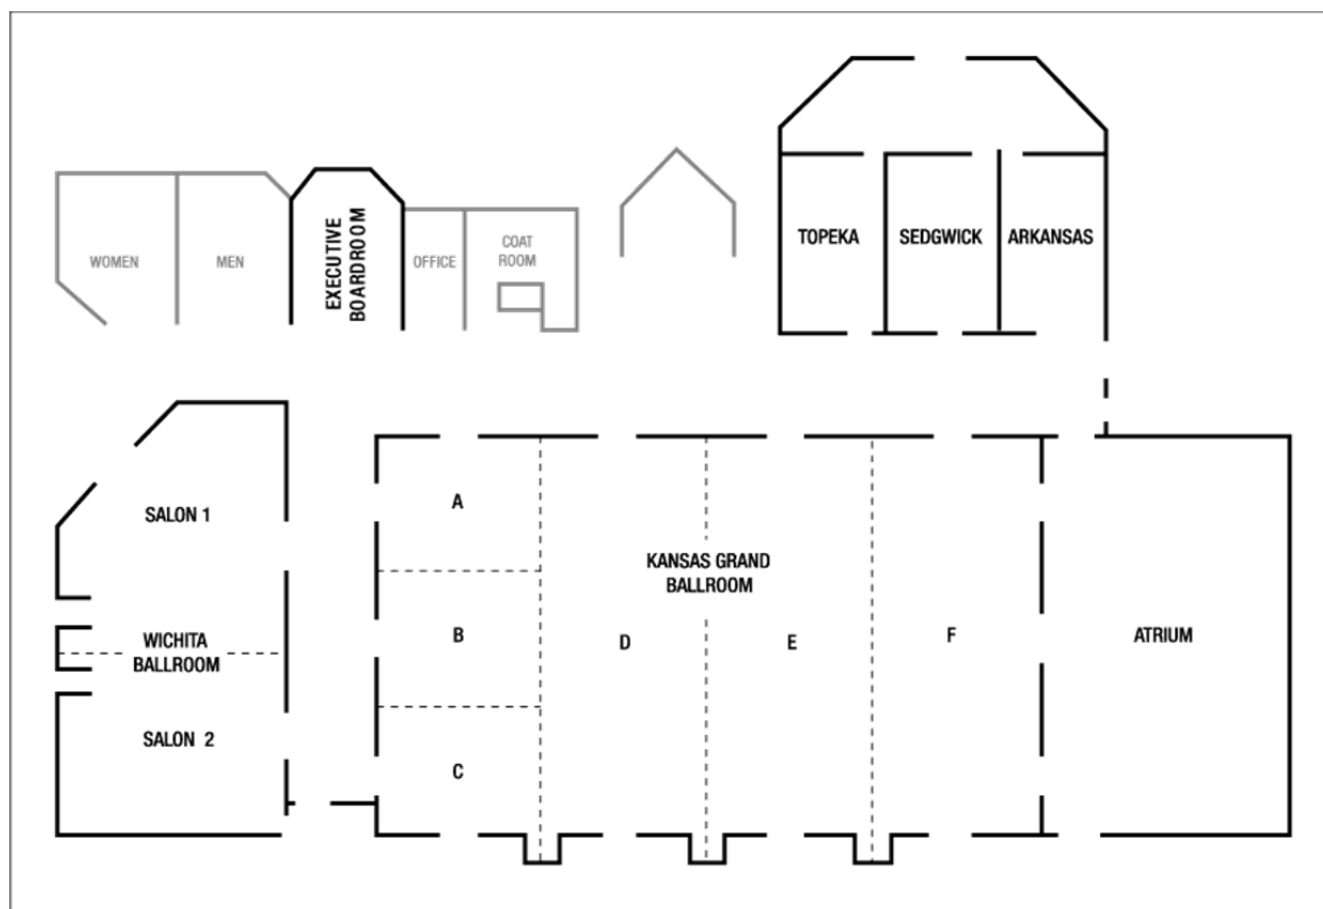 TOPEKA
SEDGWICK
ARKANSAS
WOMEN
MEN
EXECUTIVE
BOARDROOM
OFFICE
COAT
ROOM
SALON 1
WICHITA
BALLROOM
SALON 2
A
B
C
KANSAS GRAND
BALLROOM
D
E
F
ATRIUM